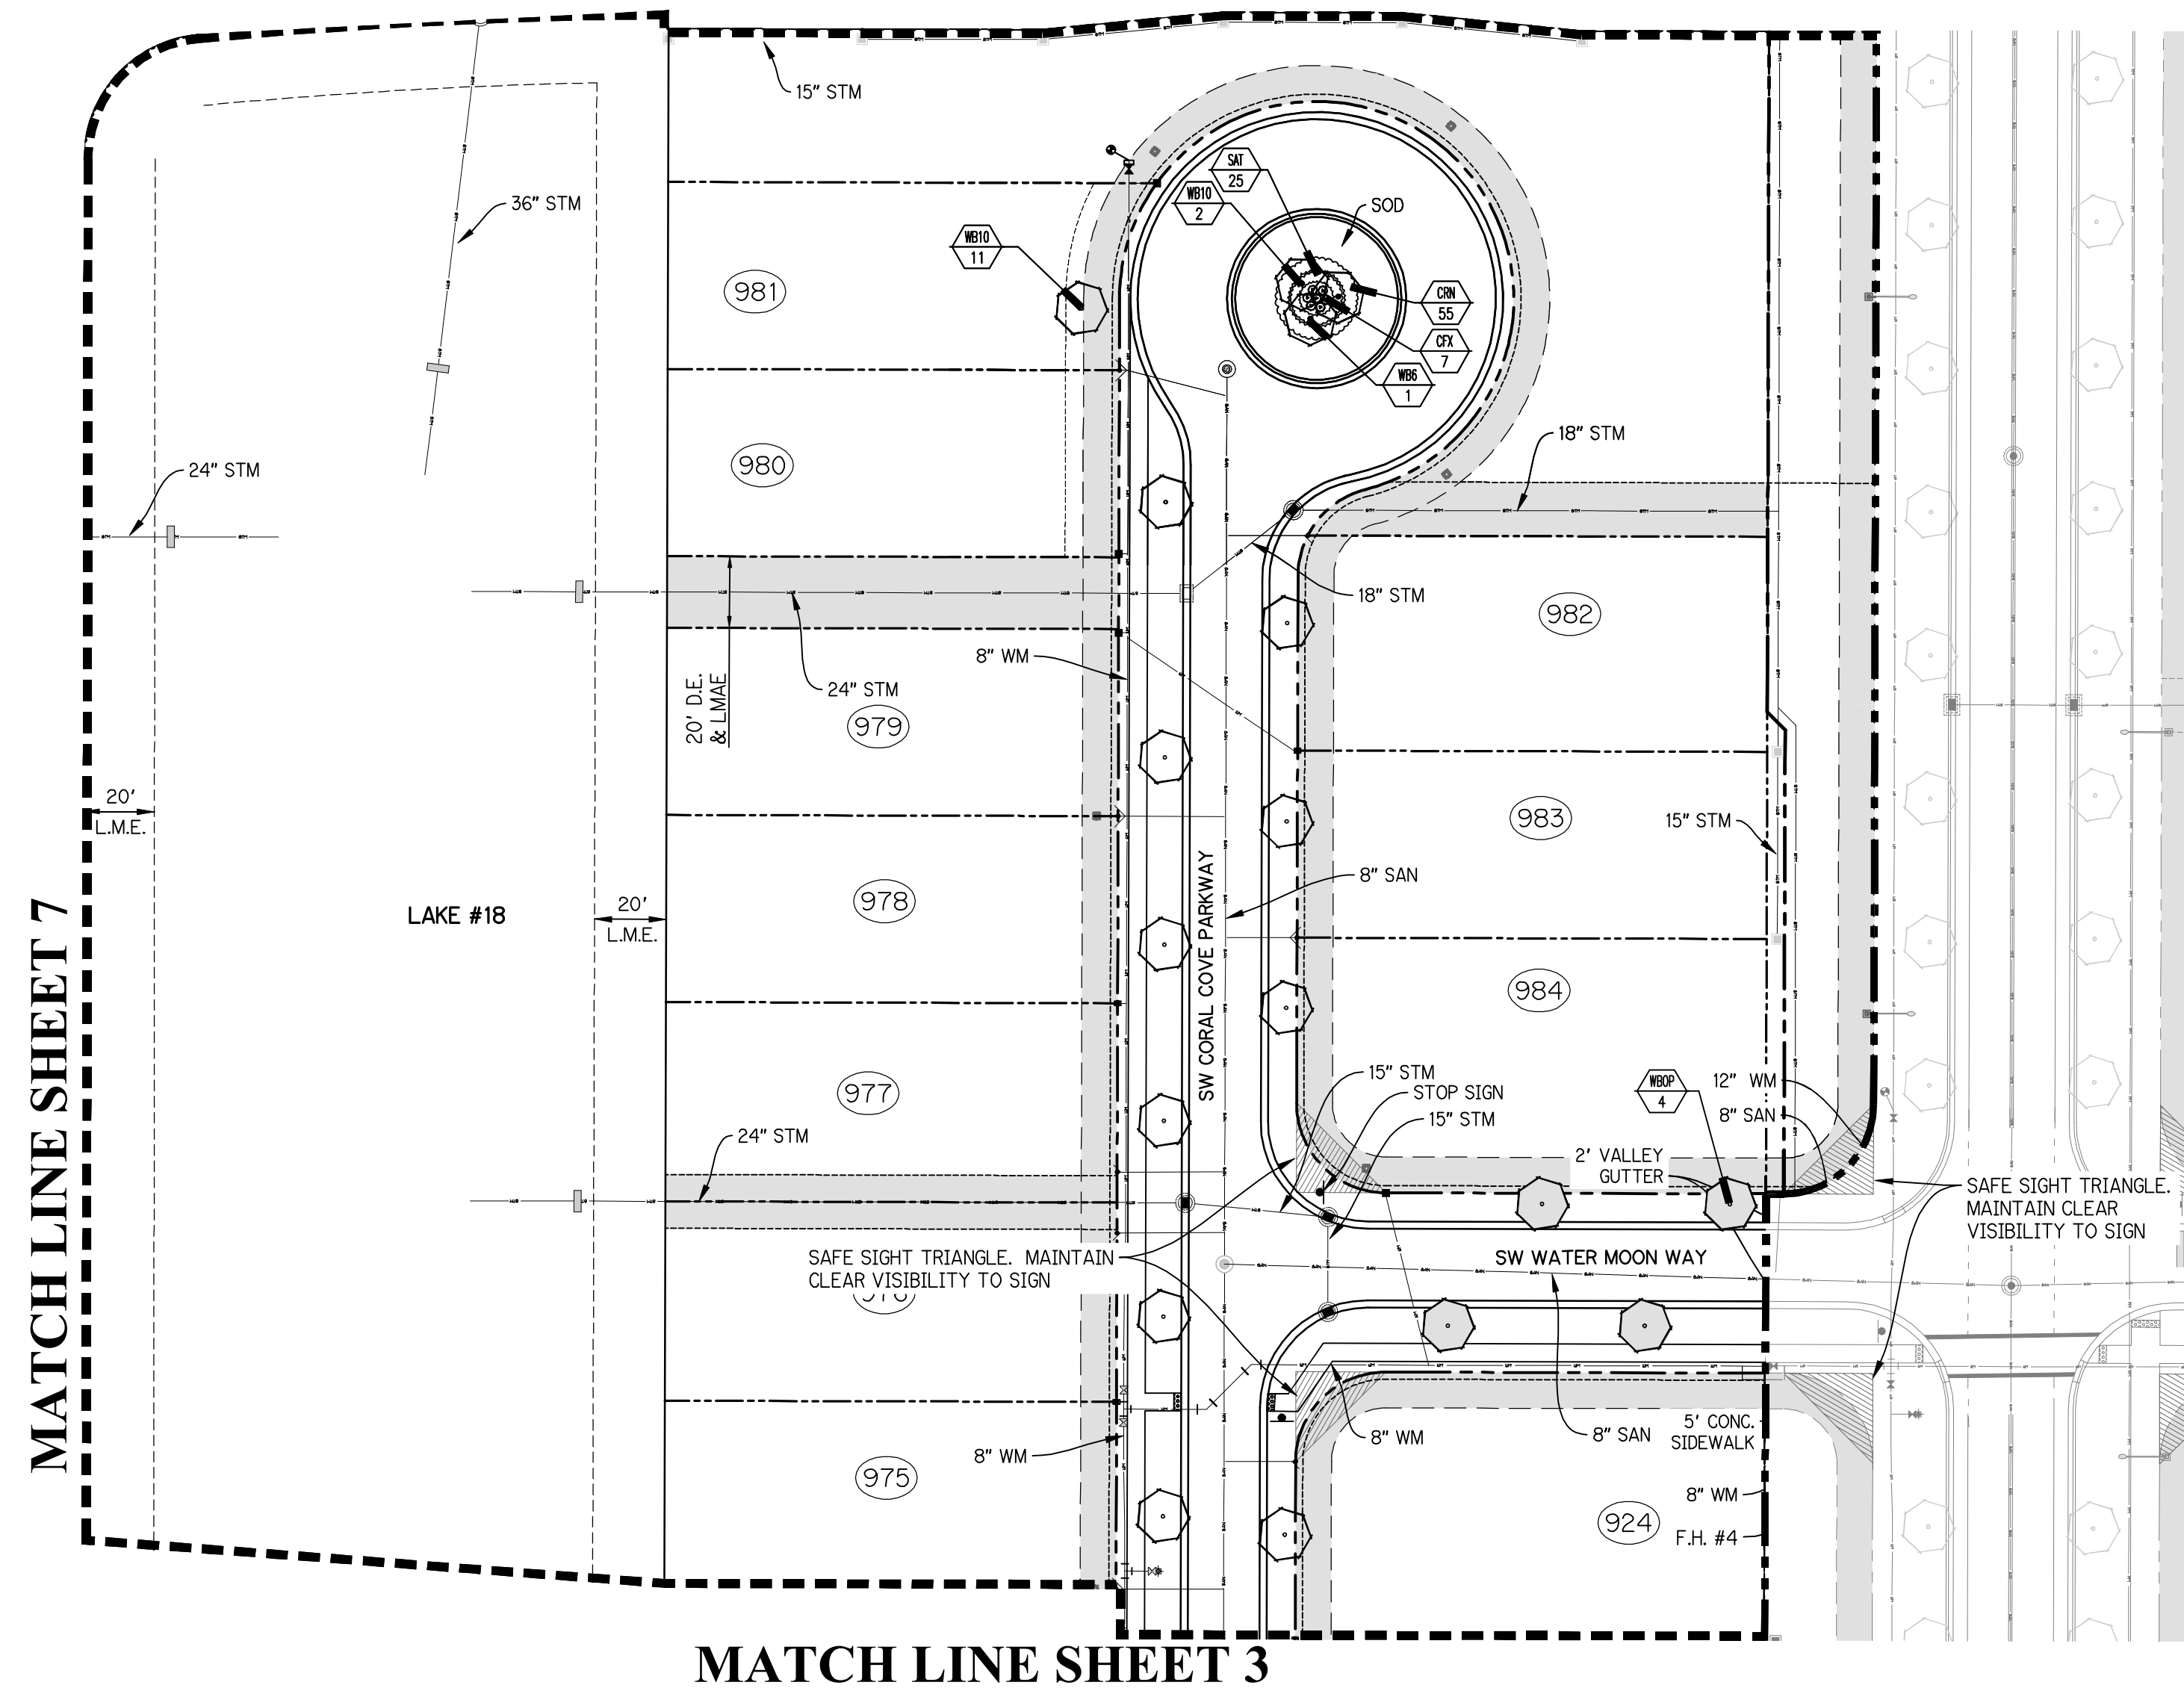 15" STM
36" STM
SAT
25
WB10
2
SOD
WB10
11
981
CRN
55
CFX
7
WB6
1
980
18" STM
24" STM
18" STM
982
8" WM
24" STM
20' D.E.
& LMAE
979
20'
L.M.E.
983
15" STM
8" SAN
978
LAKE #18
20'
L.M.E.
SW CORAL COVE PARKWAY
984
MATCH LINE SHEET 7
977
15" STM
STOP SIGN
15" STM
WBOP
4
12" WM
8" SAN
24" STM
2' VALLEY
GUTTER
SAFE SIGHT TRIANGLE.
MAINTAIN CLEAR
VISIBILITY TO SIGN
SAFE SIGHT TRIANGLE. MAINTAIN
CLEAR VISIBILITY TO SIGN
SW WATER MOON WAY
8" WM
8" WM
8" SAN
5' CONC.
SIDEWALK
975
8" WM
924
F.H. #4
MATCH LINE SHEET 3